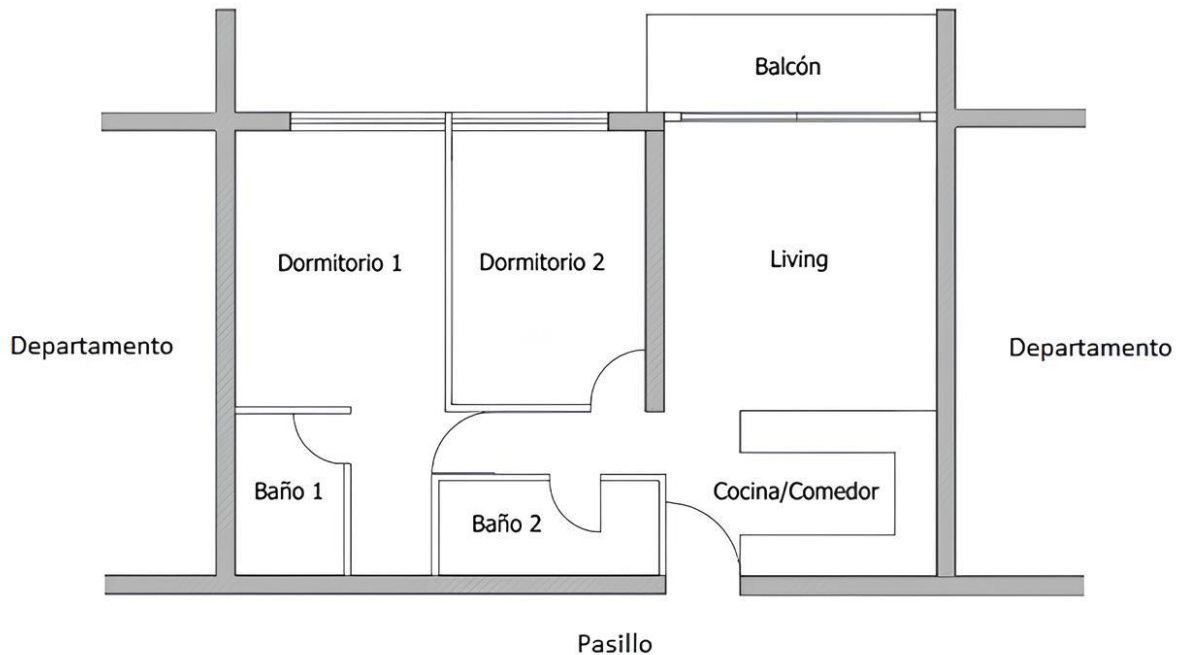 Balcón
Dormitorio 1
Dormitorio 2
Living
Departamento
Departamento
Baño 1
Baño 2
Cocina/Comedor
Pasillo